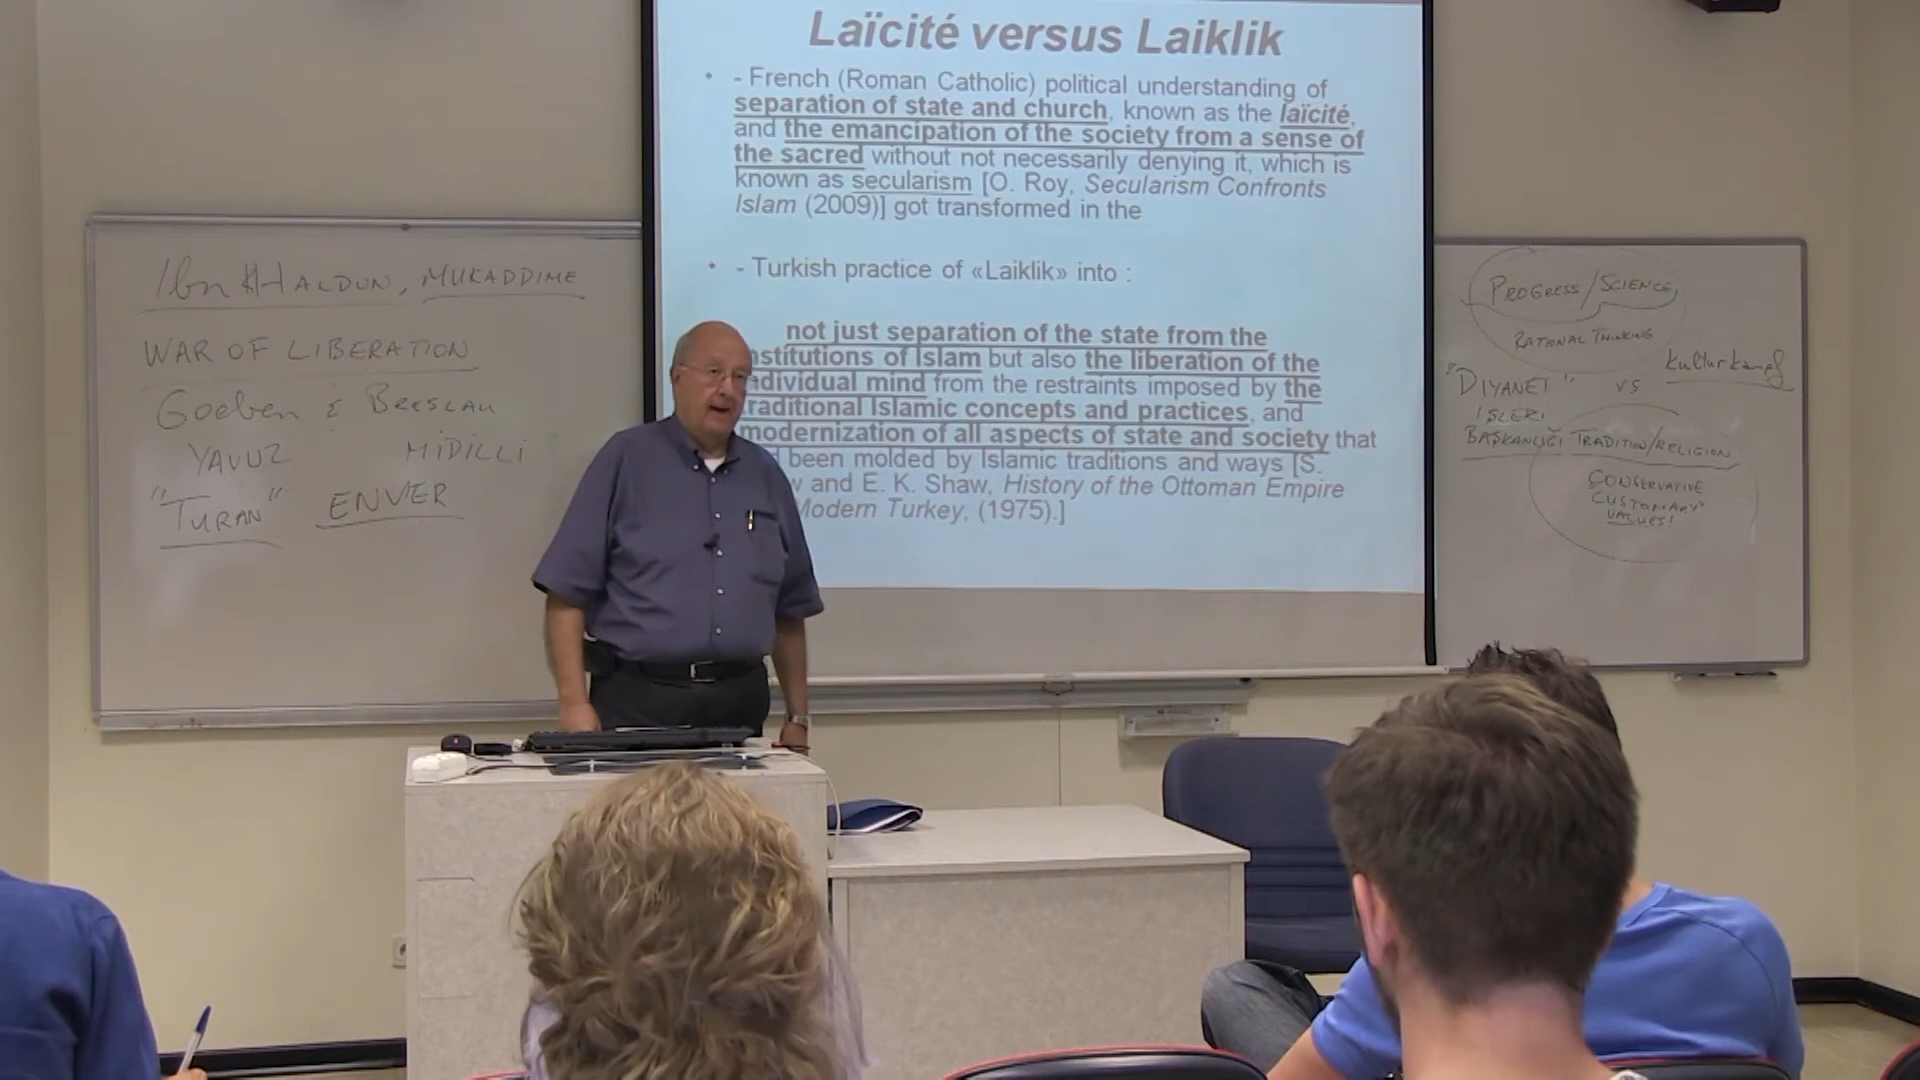 Laïcité versus Laiklik
• - French (Roman Catholic) political understanding of
separation of state and church, known as the laïcité,
and the emancipation of the society from a sense of
the sacred without not necessarily denying it, which is
known as secularism [O. Roy, Secularism Confronts
Islam (2009)] got transformed in the
• - Turkish practice of «Laiklik» into :
not just separation of the state from the
nstitutions of Islam but also the liberation of the
dividual mind from the restraints imposed by the
raditional Islamic concepts and practices, and
modernization of all aspects of state and society that
been molded by Islamic traditions and ways [S.
w and E. K. Shaw, History of the Ottoman Empire
Modern Turkey, (1975).]
Ibn HALDUN, MUKADDIME
WAR OF LIBERATION
Goeben & BRESLAU
YAVUZ MİDİLLİ
"TURAN" ENVER
PROGRESS/SCIENCE
RATIONAL THINKING
"DIYANET" VS Kulturkampf
İŞLERİ
BAŞKANLIĞI TRADITION/RELIGION
CONSERVATIVE
CUSTOMARY
VALUES!